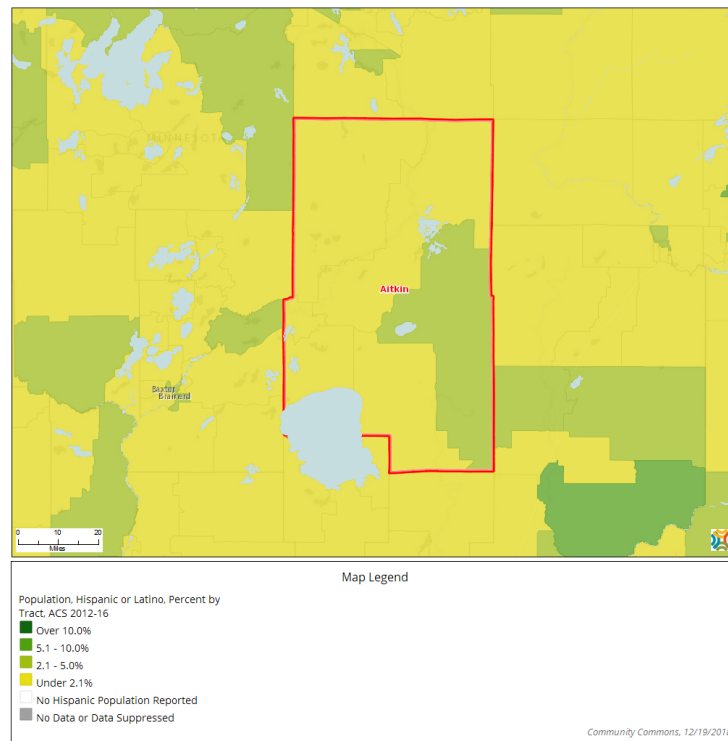 MINNESOTA
Aitkin
Baxter
Brainerd
0 10 20
Miles
Map Legend
Population, Hispanic or Latino, Percent by
Tract, ACS 2012-16
Over 10.0%
5.1 - 10.0%
2.1 - 5.0%
Under 2.1%
No Hispanic Population Reported
No Data or Data Suppressed
Community Commons, 12/19/201